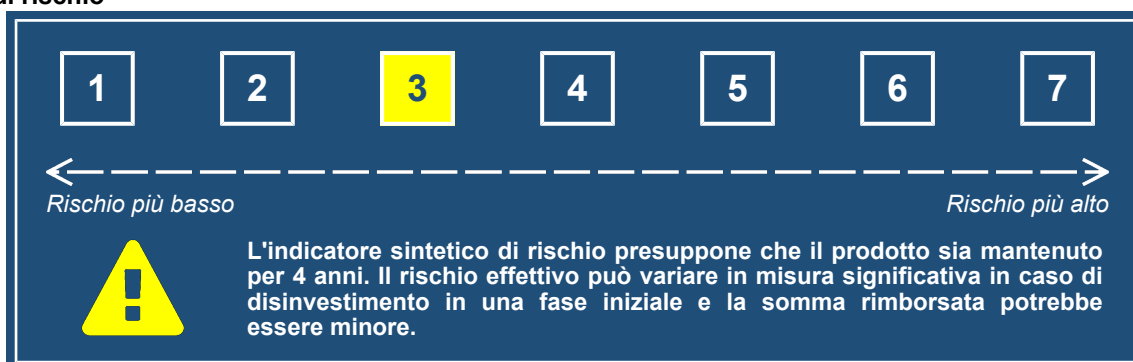 di rischio
1 2 3 4 5 6 7
Rischio più basso Rischio più alto
L'indicatore sintetico di rischio presuppone che il prodotto sia mantenuto
per 4 anni. Il rischio effettivo può variare in misura significativa in caso di
disinvestimento in una fase iniziale e la somma rimborsata potrebbe
essere minore.